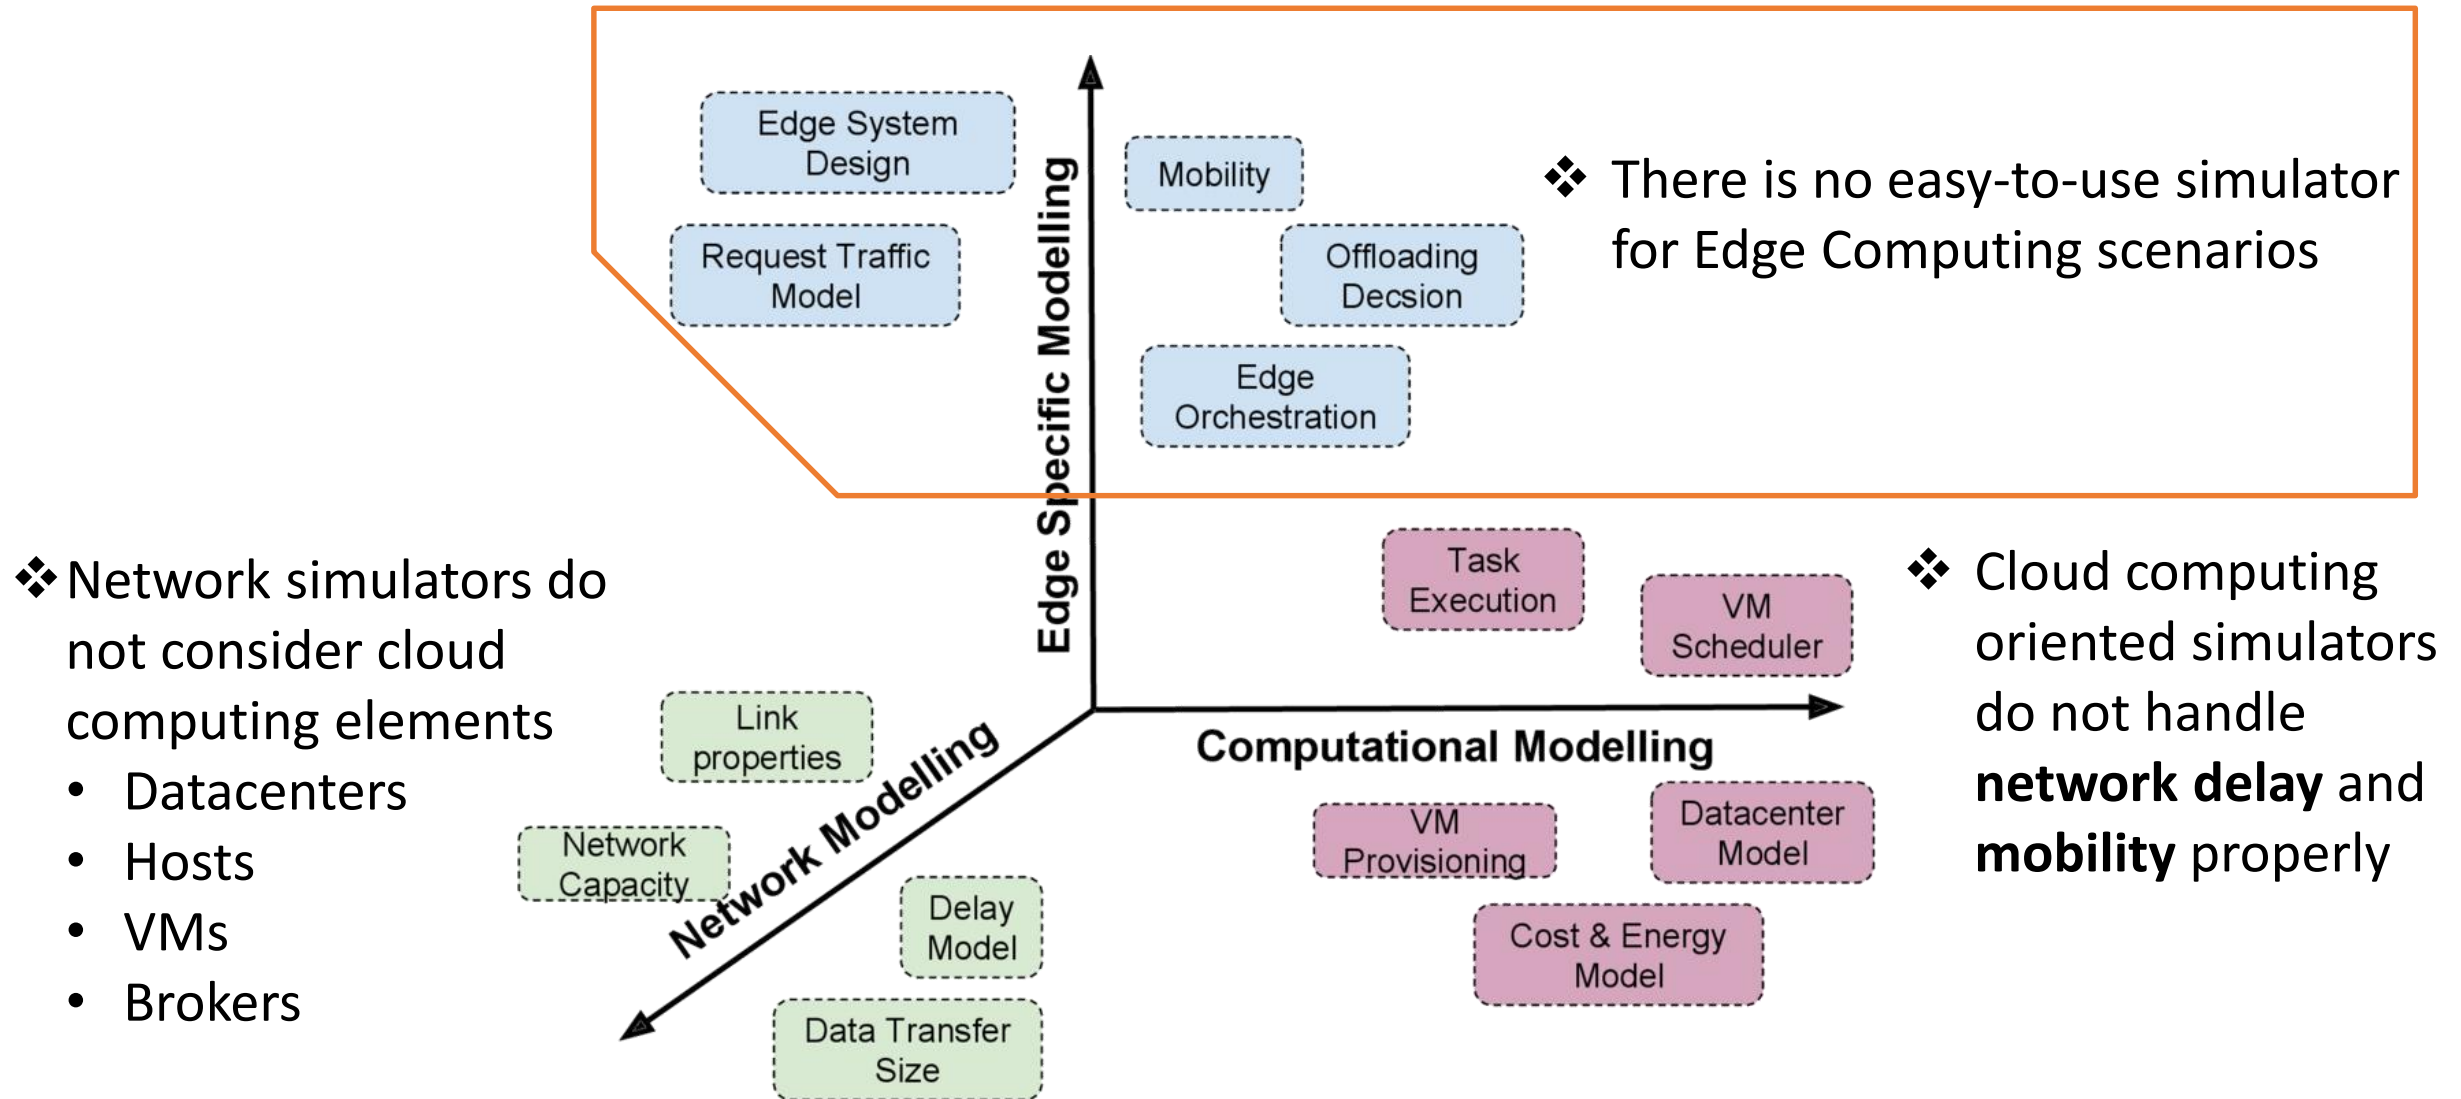 Edge System
Design
Request Traffic
Model
Edge Specific Modelling
Mobility
Offloading
Decsion
Edge
Orchestration
❖ There is no easy-to-use simulator
for Edge Computing scenarios
❖ Network simulators do
not consider cloud
computing elements
• Datacenters
• Hosts
• VMs
• Brokers
Link
properties
Network
Capacity
Network Modelling
Delay
Model
Data Transfer
Size
Task
Execution
VM
Scheduler
Computational Modelling
VM
Provisioning
Datacenter
Model
Cost & Energy
Model
❖ Cloud computing
oriented simulators
do not handle
network delay and
mobility properly